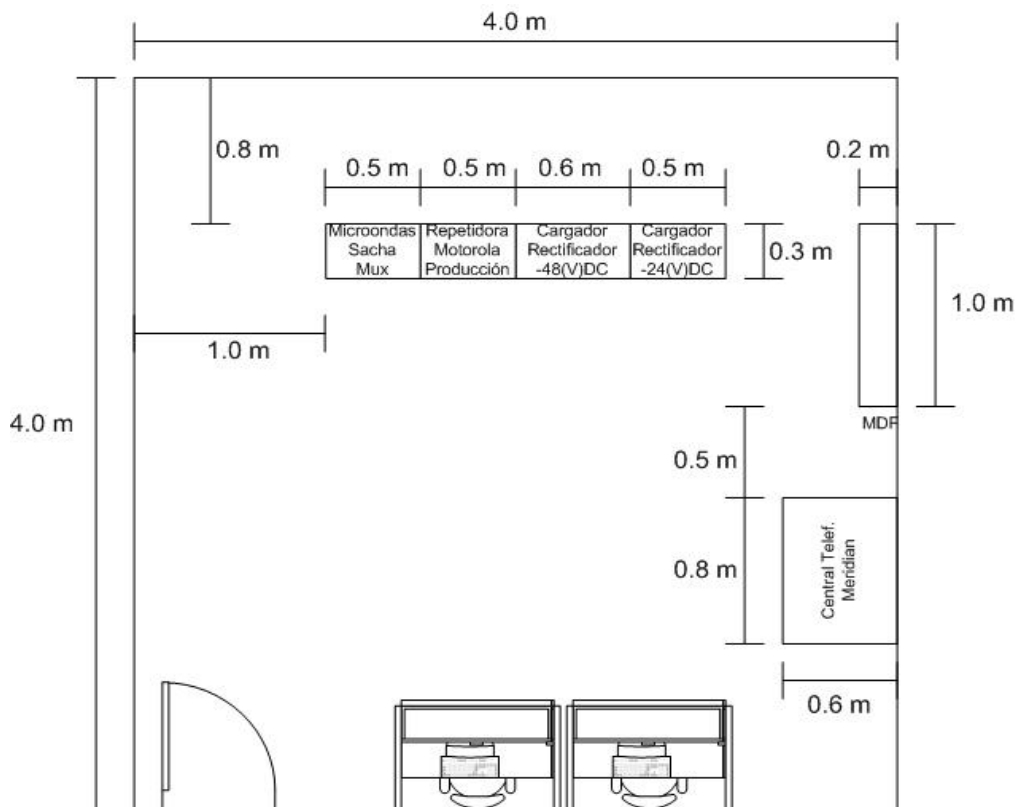 4.0 m
0.8 m
0.5 m
0.5 m
0.6 m
0.5 m
0.2 m
Microondas
Sacha
Mux
Repetidora
Motorola
Producción
Cargador
Rectificador
-48(V)DC
Cargador
Rectificador
-24(V)DC
0.3 m
1.0 m
1.0 m
4.0 m
MDF
0.5 m
Central Telef.
Meridian
0.8 m
0.6 m